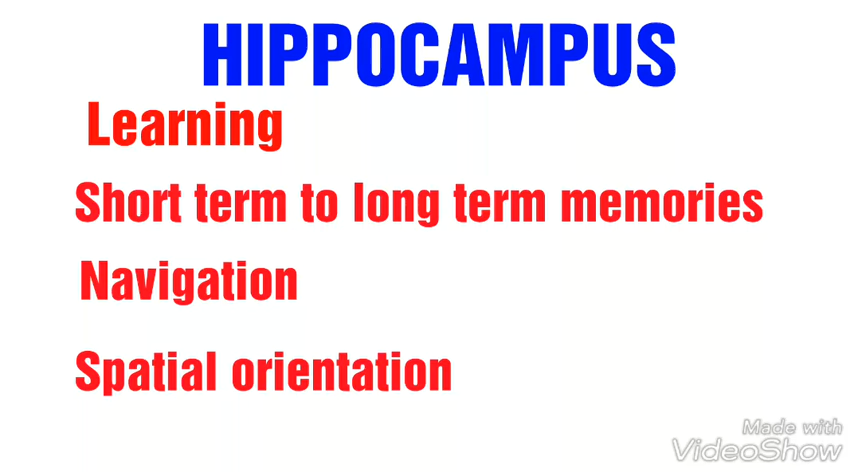 HIPPOCAMPUS
Learning
Short term to long term memories
Navigation
Spatial orientation
Made with
VideoShow